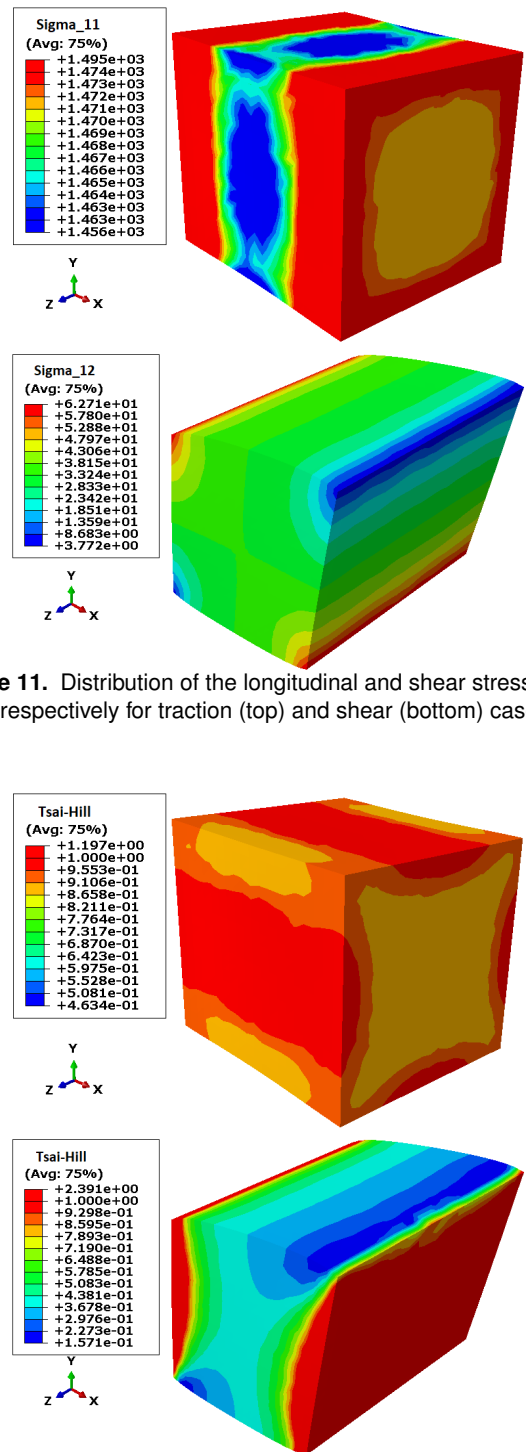 Sigma_11
(Avg: 75%)
+1.495e+03
+1.474e+03
+1.473e+03
+1.472e+03
+1.471e+03
+1.470e+03
+1.469e+03
+1.468e+03
+1.467e+03
+1.466e+03
+1.465e+03
+1.464e+03
+1.463e+03
+1.463e+03
+1.456e+03
Y
Z X
Sigma_12
(Avg: 75%)
+6.271e+01
+5.780e+01
+5.288e+01
+4.797e+01
+4.306e+01
+3.815e+01
+3.324e+01
+2.833e+01
+2.342e+01
+1.851e+01
+1.359e+01
+8.683e+00
+3.772e+00
Y
Z X
e 11. Distribution of the longitudinal and shear stress
respectively for traction (top) and shear (bottom) cas
Tsai-Hill
(Avg: 75%)
+1.197e+00
+1.000e+00
+9.553e-01
+9.106e-01
+8.658e-01
+8.211e-01
+7.764e-01
+7.317e-01
+6.870e-01
+6.423e-01
+5.975e-01
+5.528e-01
+5.081e-01
+4.634e-01
Y
Z X
Tsai-Hill
(Avg: 75%)
+2.391e+00
+1.000e+00
+9.298e-01
+8.595e-01
+7.893e-01
+7.190e-01
+6.488e-01
+5.785e-01
+5.083e-01
+4.381e-01
+3.678e-01
+2.976e-01
+2.273e-01
+1.571e-01
Y
Z X